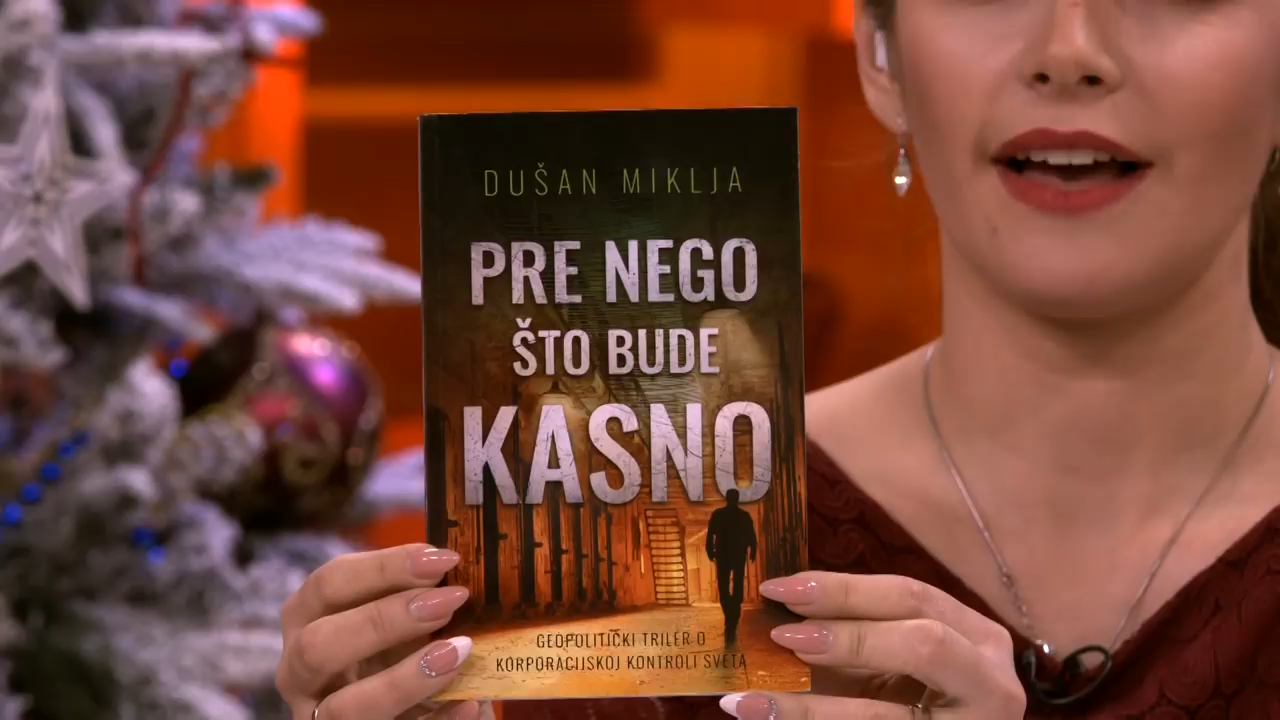 DUŠAN MIKLJA
PRE NEGO
ŠTO BUDE
KASNO
GEOPOLITIČKI TRILER O
KORPORACIJSKOJ KONTROLI SVETA